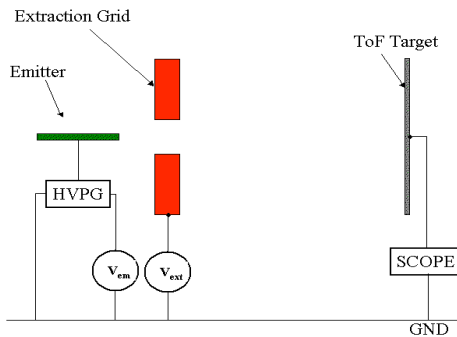 Extraction Grid
ToF Target
Emitter
HVPG
Vem
Vext
SCOPE
GND